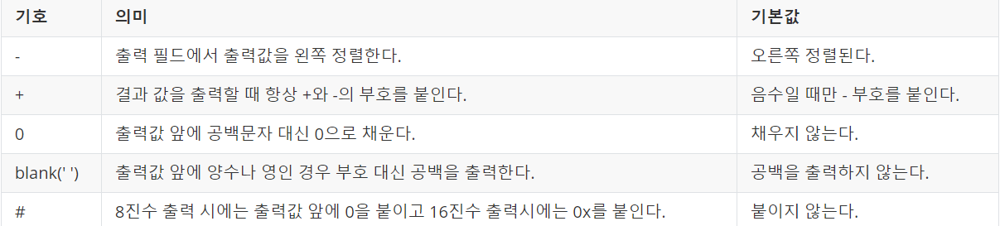 기호 의미 기본값
- 출력 필드에서 출력값을 왼쪽 정렬한다. 오른쪽 정렬된다.
+ 결과 값을 출력할 때 항상 +와 -의 부호를 붙인다. 음수일 때만 - 부호를 붙인다.
0 출력값 앞에 공백문자 대신 0으로 채운다. 채우지 않는다.
blank(' ') 출력값 앞에 양수나 영인 경우 부호 대신 공백을 출력한다. 공백을 출력하지 않는다.
# 8진수 출력 시에는 출력값 앞에 0을 붙이고 16진수 출력시에는 0x를 붙인다. 붙이지 않는다.